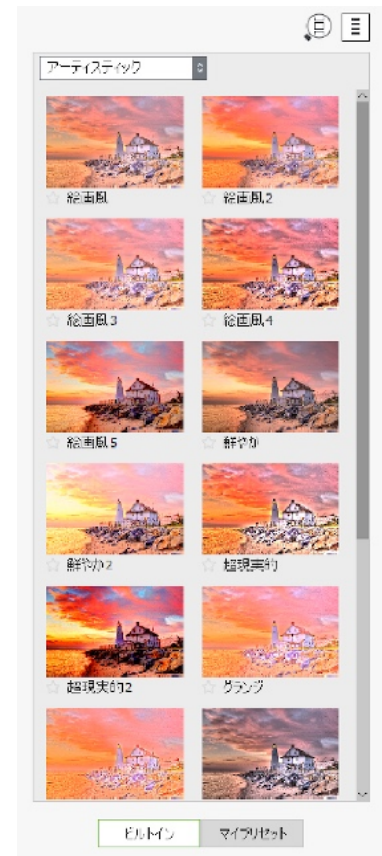 アーティスティック
絵画風
絵画風2
絵画風3
絵画風4
絵画風5
鮮やか
鮮やか2
超現実的
超現実的2
グランジ
ビルトイン
マイプリセット